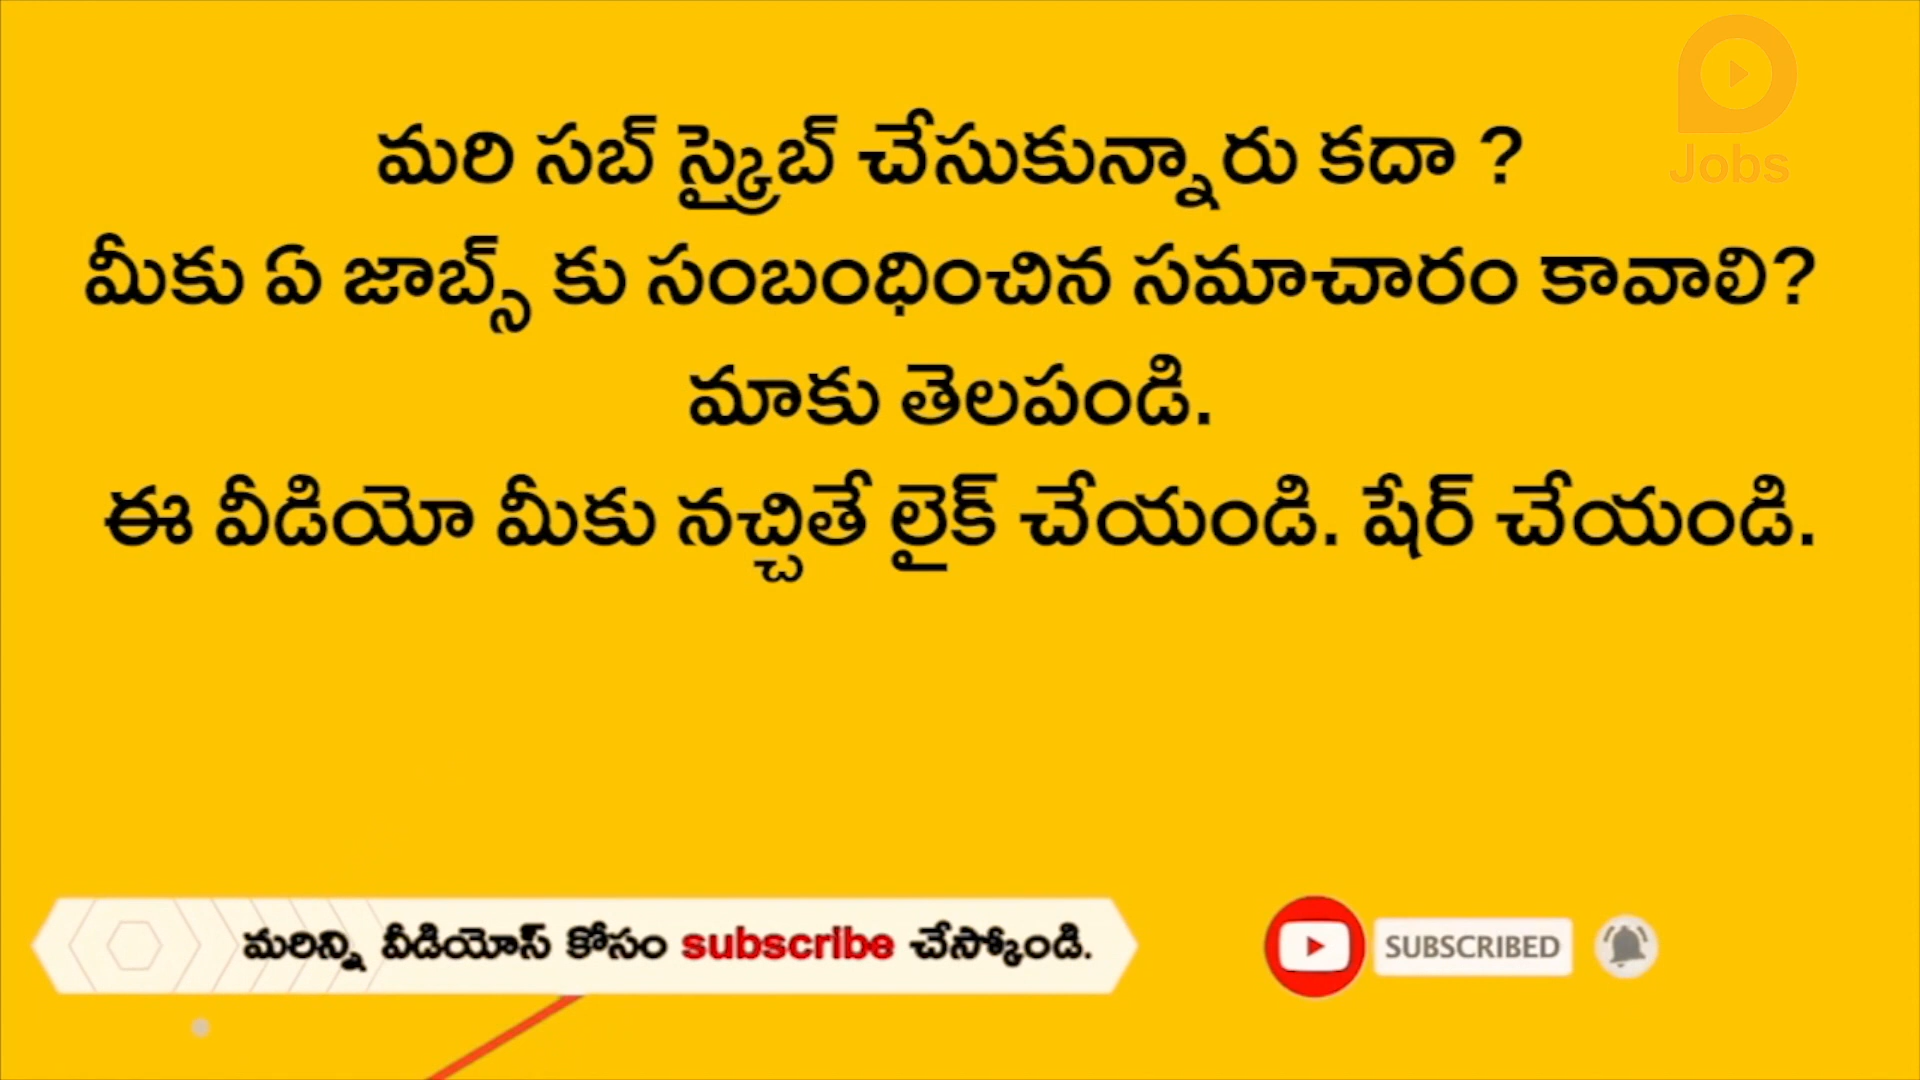 Jobs
మరి సబ్ స్క్రైబ్ చేసుకున్నారు కదా ?
మీకు ఏ జాబ్స్ కు సంబంధించిన సమాచారం కావాలి?
మాకు తెలపండి.
ఈ వీడియో మీకు నచ్చితే లైక్ చేయండి. షేర్ చేయండి.
మరిన్ని వీడియోస్ కోసం subscribe చేస్కోండి.
SUBSCRIBED